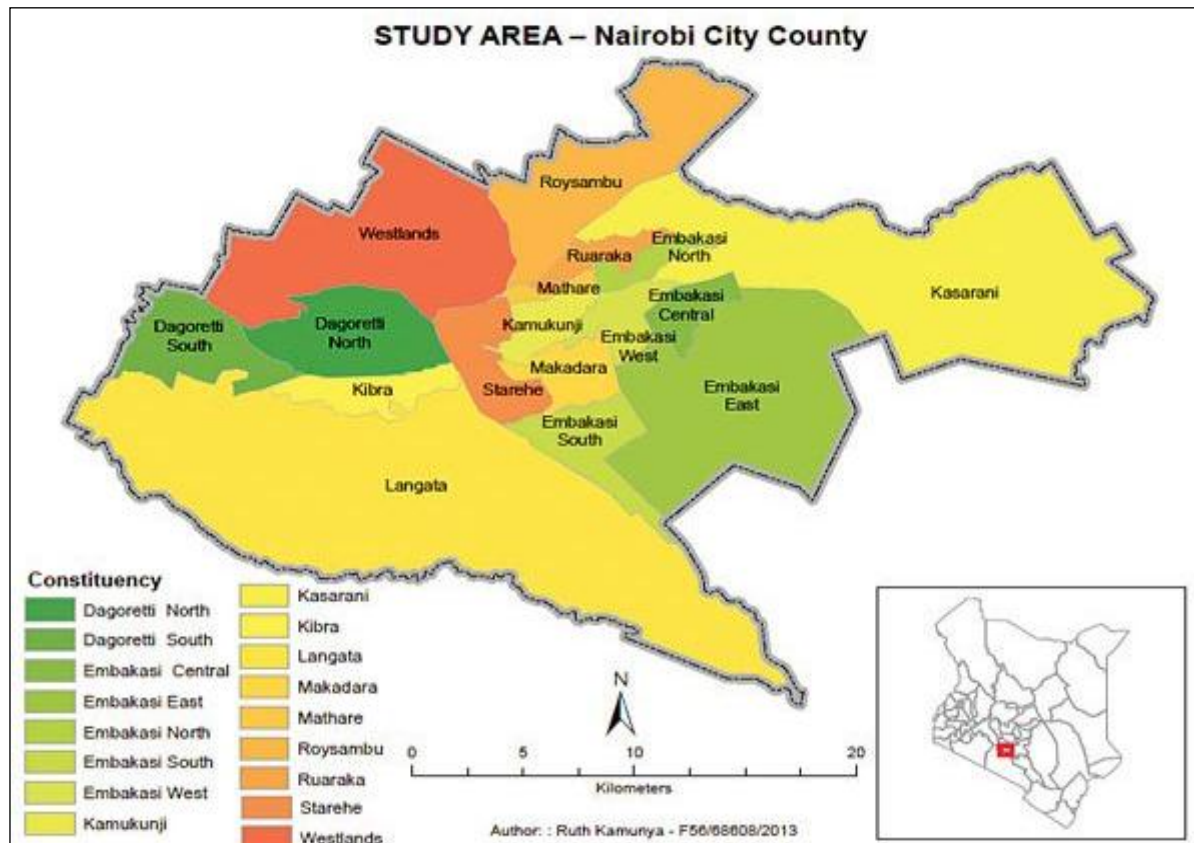 STUDY AREA – Nairobi City County
Roysambu
Westlands
Embakasi
North
Ruaraka
Mathare
Kasarani
Embakasi
Central
Dagoretti
South
Dagoretti
North
Kamukunji
Embakasi
West
Makadara
Kibra
Starehe
Embakasi
East
Embakasi
South
Langata
Constituency
Dagoretti North
Dagoretti South
Embakasi Central
Embakasi East
Embakasi North
Embakasi South
Embakasi West
Kamukunji
Kasarani
Kibra
Langata
Makadara
Mathare
Roysambu
Ruaraka
Starehe
Westlands
N
0 5 10 20
Kilometers
Author: : Ruth Kamunya - F56/68608/2013